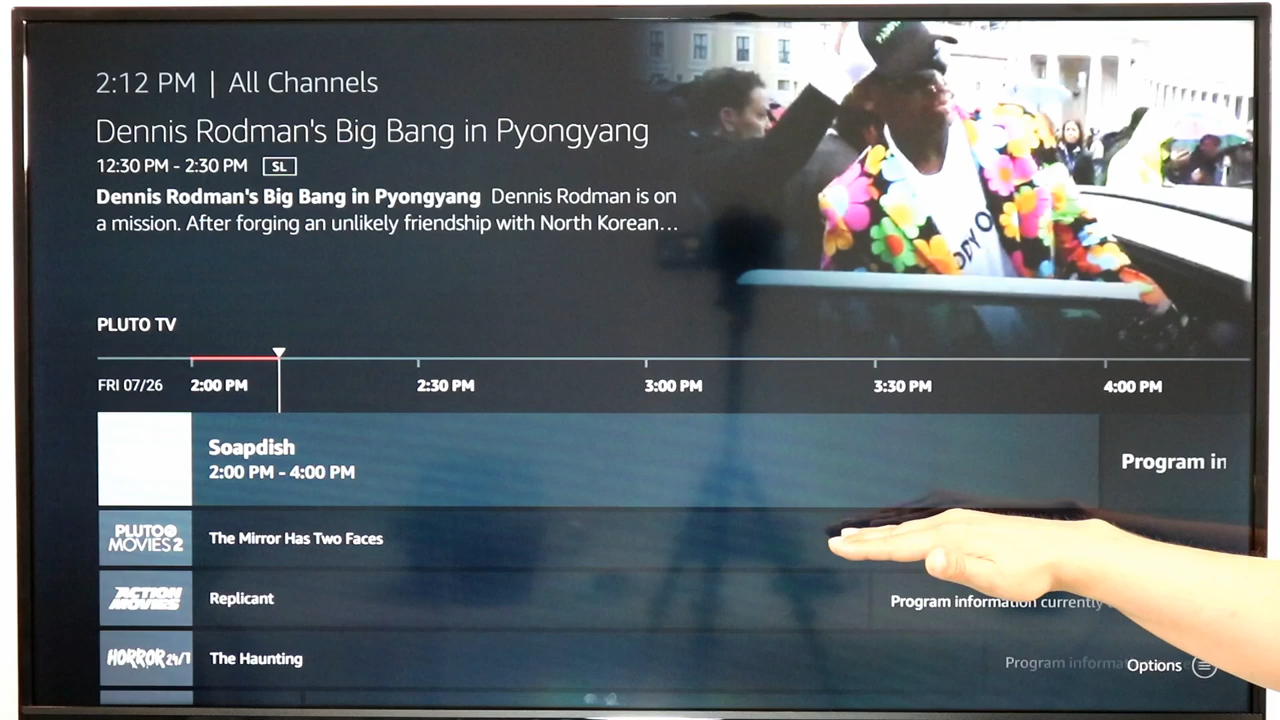 2:12 PM | All Channels
Dennis Rodman's Big Bang in Pyongyang
12:30 PM - 2:30 PM SL
Dennis Rodman's Big Bang in Pyongyang Dennis Rodman is on
a mission. After forging an unlikely friendship with North Korean...
ODY O
PLUTO TV
FRI 07/26 2:00 PM 2:30 PM 3:00 PM 3:30 PM 4:00 PM
Soapdish
2:00 PM - 4:00 PM
Program in
PLUTO MOVIES 2
The Mirror Has Two Faces
ACTION MOVIES
Replicant
Program information currently
HORROR 24/7
The Haunting
Program informa
Options